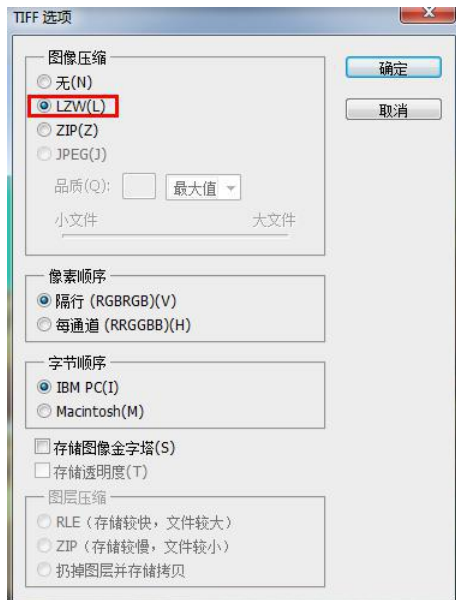 TIFF 选项
图像压缩
无(N)
LZW(L)
ZIP(Z)
JPEG(J)
品质(Q): 最大值
小文件 大文件
像素顺序
隔行 (RGBRGB)(V)
每通道 (RRGGBB)(H)
字节顺序
IBM PC(I)
Macintosh(M)
存储图像金字塔(S)
存储透明度(T)
图层压缩
RLE（存储较快，文件较大）
ZIP（存储较慢，文件较小）
扔掉图层并存储拷贝
确定
取消